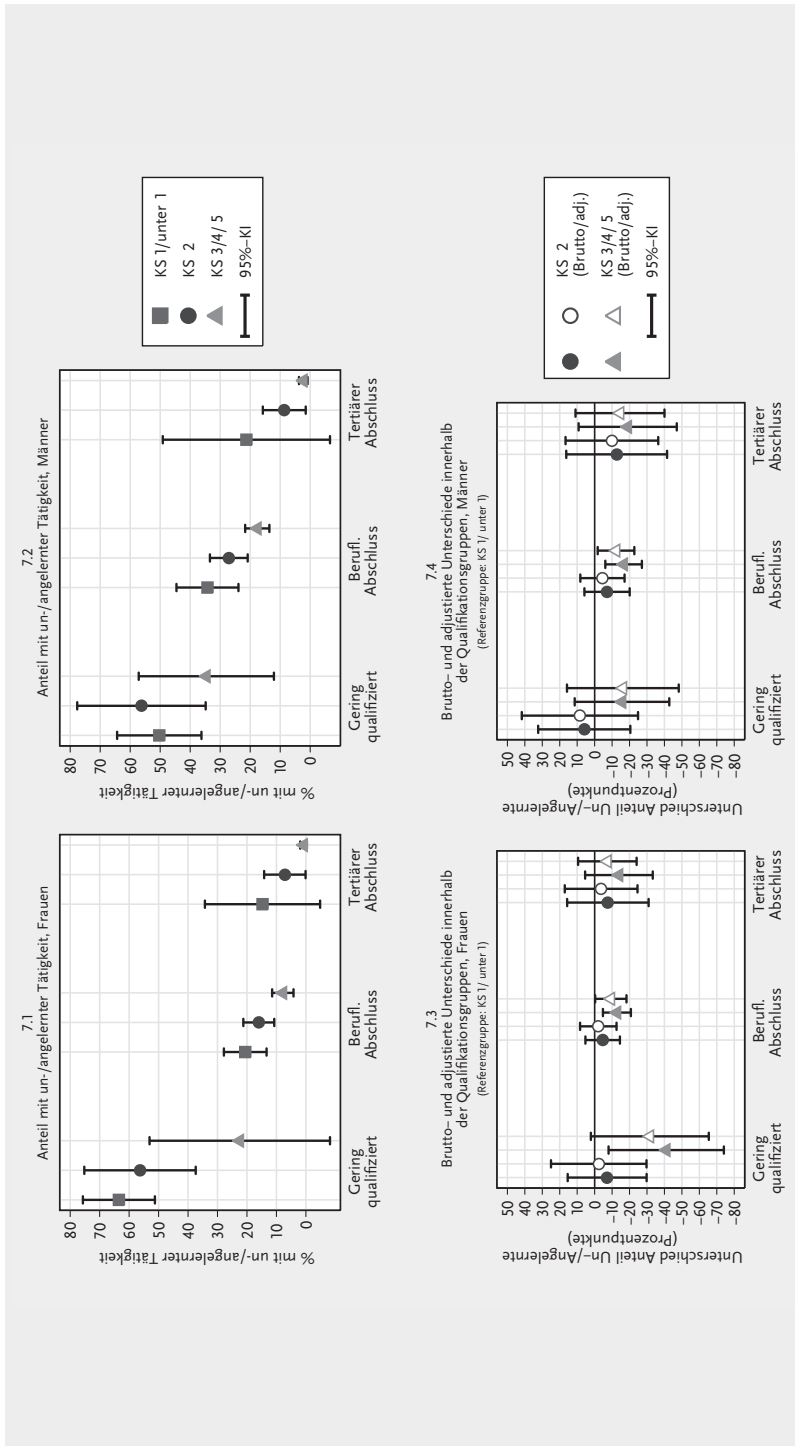 7.1
Anteil mit un-/angelernter Tätigkeit, Frauen
% mit un-/angelernter Tätigkeit
80
70
60
50
40
30
20
10
0
Gering
qualifiziert
Berufl.
Abschluss
Tertiärer
Abschluss
7.2
Anteil mit un-/angelernter Tätigkeit, Männer
% mit un-/angelernter Tätigkeit
80
70
60
50
40
30
20
10
0
Gering
qualifiziert
Berufl.
Abschluss
Tertiärer
Abschluss
KS 1/unter 1
KS 2
KS 3/4/ 5
95%-KI
7.3
Brutto- und adjustierte Unterschiede innerhalb
der Qualifikationsgruppen, Frauen
(Referenzgruppe: KS 1/ unter 1)
Unterschied Anteil Un-/Angelernte
(Prozentpunkte)
50
40
30
20
10
0
-10
-20
-30
-40
-50
-60
-70
-80
Gering
qualifiziert
Berufl.
Abschluss
Tertiärer
Abschluss
7.4
Brutto- und adjustierte Unterschiede innerhalb
der Qualifikationsgruppen, Männer
(Referenzgruppe: KS 1/ unter 1)
Unterschied Anteil Un-/Angelernte
(Prozentpunkte)
50
40
30
20
10
0
-10
-20
-30
-40
-50
-60
-70
-80
Gering
qualifiziert
Berufl.
Abschluss
Tertiärer
Abschluss
KS 2
(Brutto/adj.)
KS 3/4/ 5
(Brutto/adj.)
95%-KI